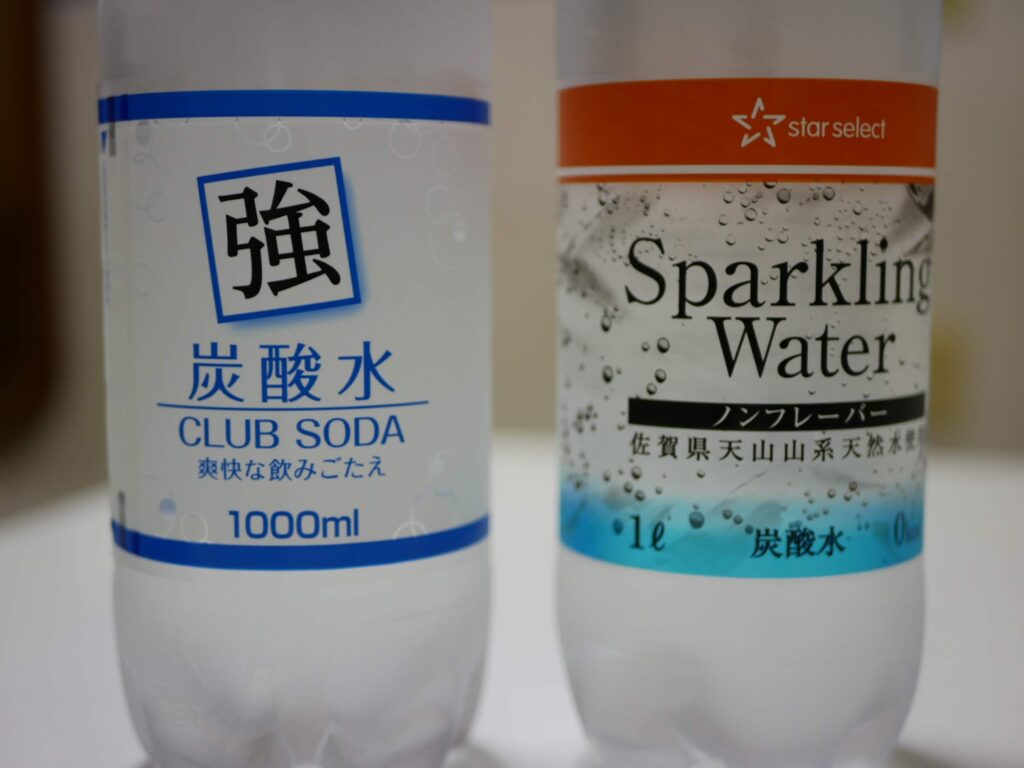 強
炭酸水
CLUB SODA
爽快な飲みごたえ
1000ml
star select
Sparkling
Water
ノンフレーバー
佐賀県天山山系天然水使
1ℓ
炭酸水
0